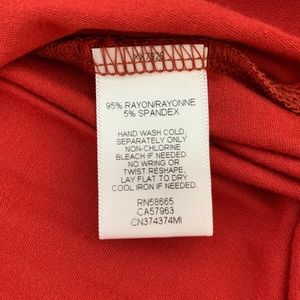 95% RAYON/RAYONNE
5% SPANDEX
HAND WASH COLD,
SEPARATELY ONLY
NON-CHLORINE
BLEACH IF NEEDED.
NO WRING OR
TWIST RESHAPE,
LAY FLAT TO DRY
COOL IRON IF NEEDED.
RN58665
CA57963
CN374374MI